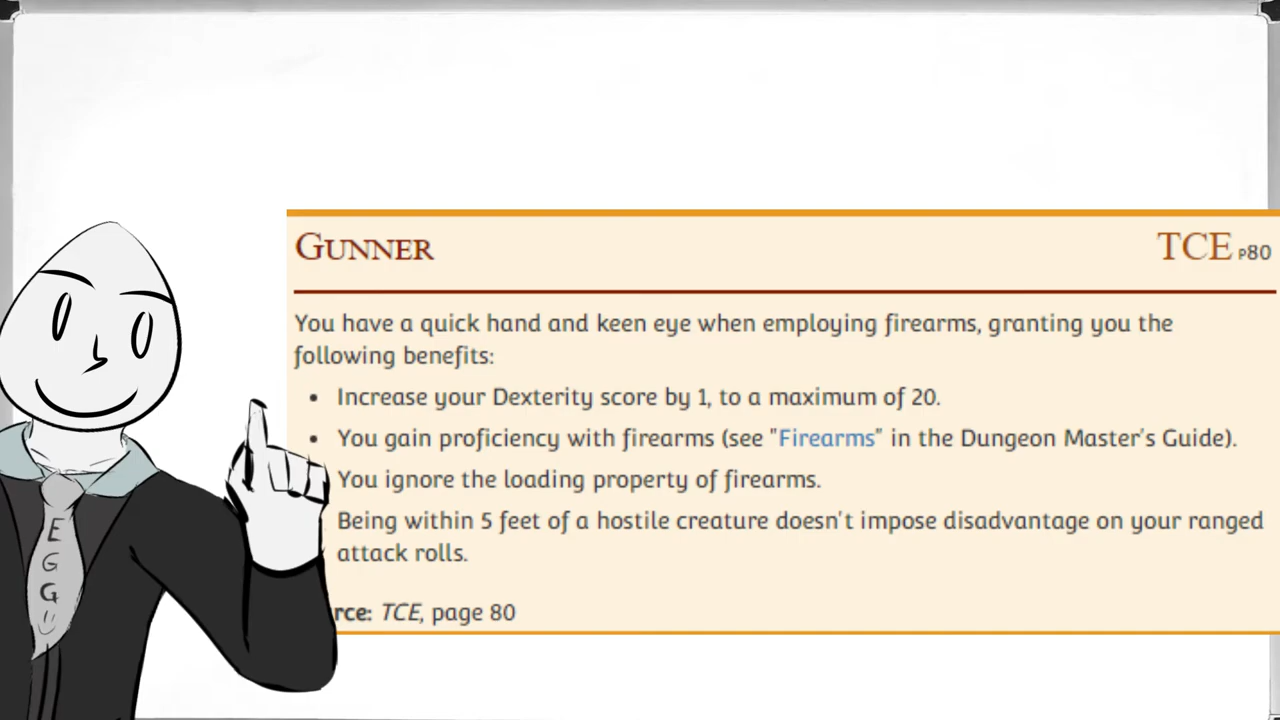 GUNNER TCE P80
You have a quick hand and keen eye when employing firearms, granting you the
following benefits:
• Increase your Dexterity score by 1, to a maximum of 20.
• You gain proficiency with firearms (see "Firearms" in the Dungeon Master's Guide).
You ignore the loading property of firearms.
Being within 5 feet of a hostile creature doesn't impose disadvantage on your ranged
attack rolls.
rce: TCE, page 80
E
G
G